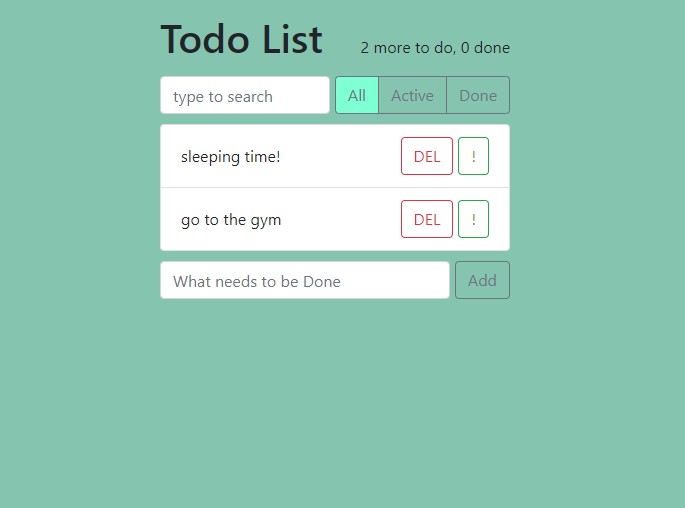 Todo List 2 more to do, 0 done
type to search All Active Done
sleeping time! DEL !
go to the gym DEL !
What needs to be Done Add